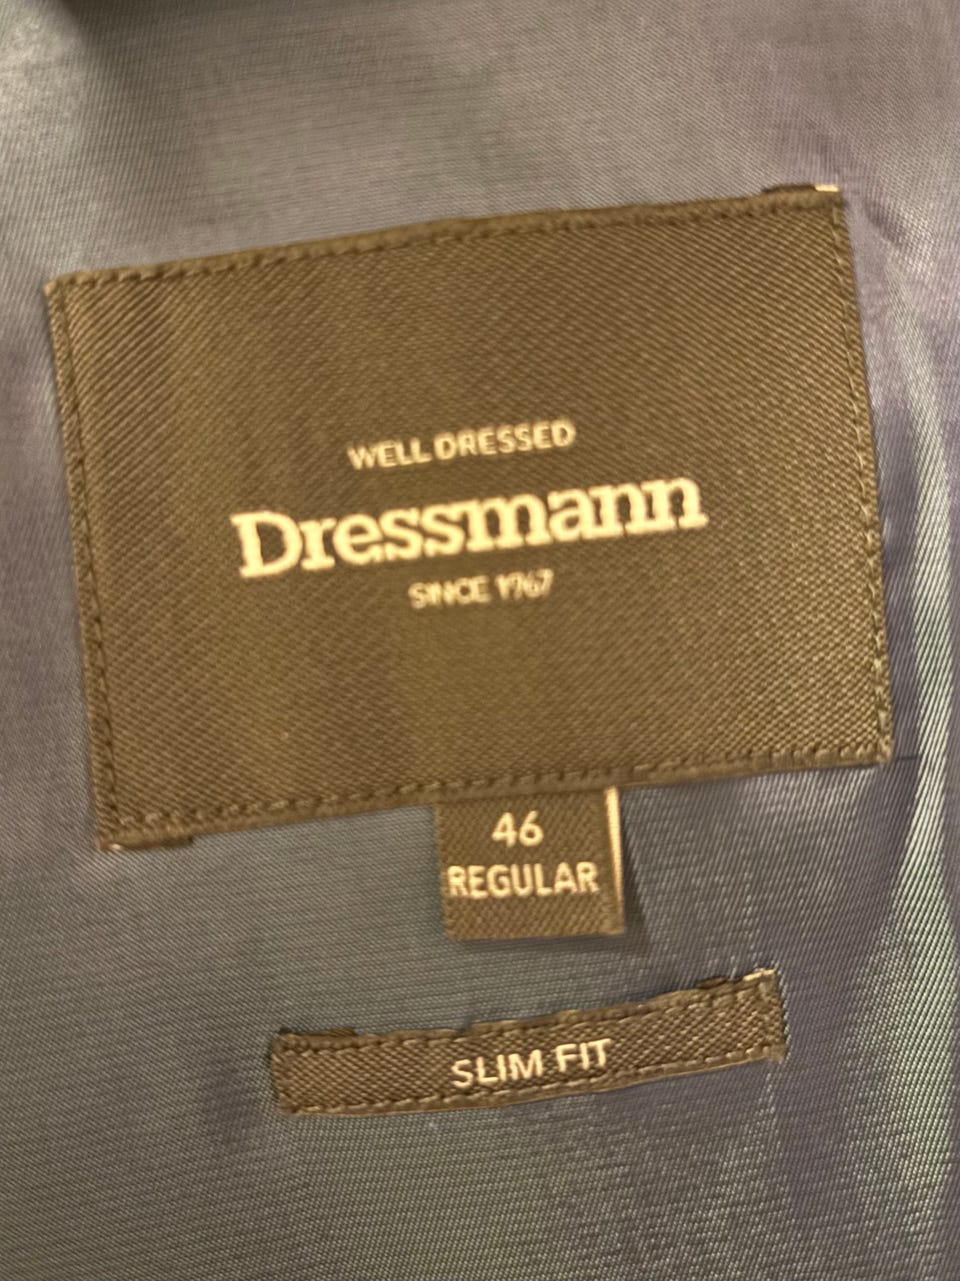 WELL DRESSED
Dressmann
SINCE 1967
46
REGULAR
SLIM FIT